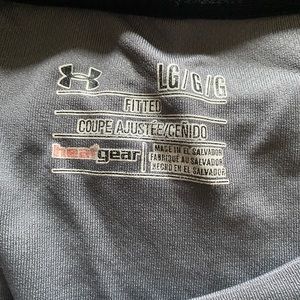 LG/G/G
FITTED
COUPE AJUSTÉE/CEÑIDO
heatgear
MADE IN EL SALVADOR
FABRIQUÉ AU SALVADOR
HECHO EN EL SALVADOR